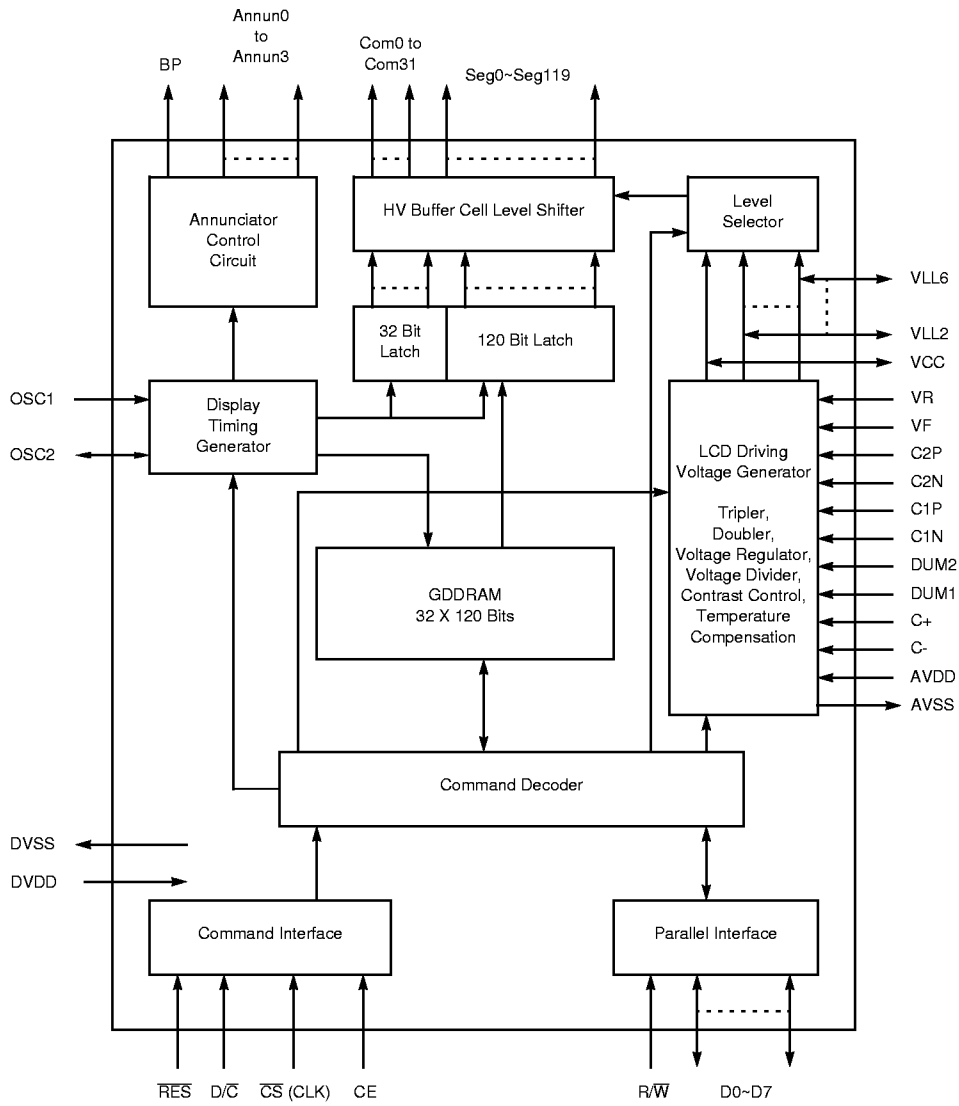 Annun0
to
Annun3
BP
Com0 to
Com31
Seg0~Seg119
Annunciator
Control
Circuit
HV Buffer Cell Level Shifter
Level
Selector
VLL6
32 Bit
Latch
120 Bit Latch
VLL2
VCC
OSC1
OSC2
Display
Timing
Generator
LCD Driving
Voltage Generator
Tripler,
Doubler,
Voltage Regulator,
Voltage Divider,
Contrast Control,
Temperature
Compensation
VR
VF
C2P
C2N
C1P
C1N
DUM2
DUM1
C+
C-
AVDD
AVSS
GDDRAM
32 X 120 Bits
Command Decoder
DVSS
DVDD
Command Interface
Parallel Interface
R̅E̅S̅
D/C̅
C̅S̅ (CLK)
CE
R/W̅
D0~D7